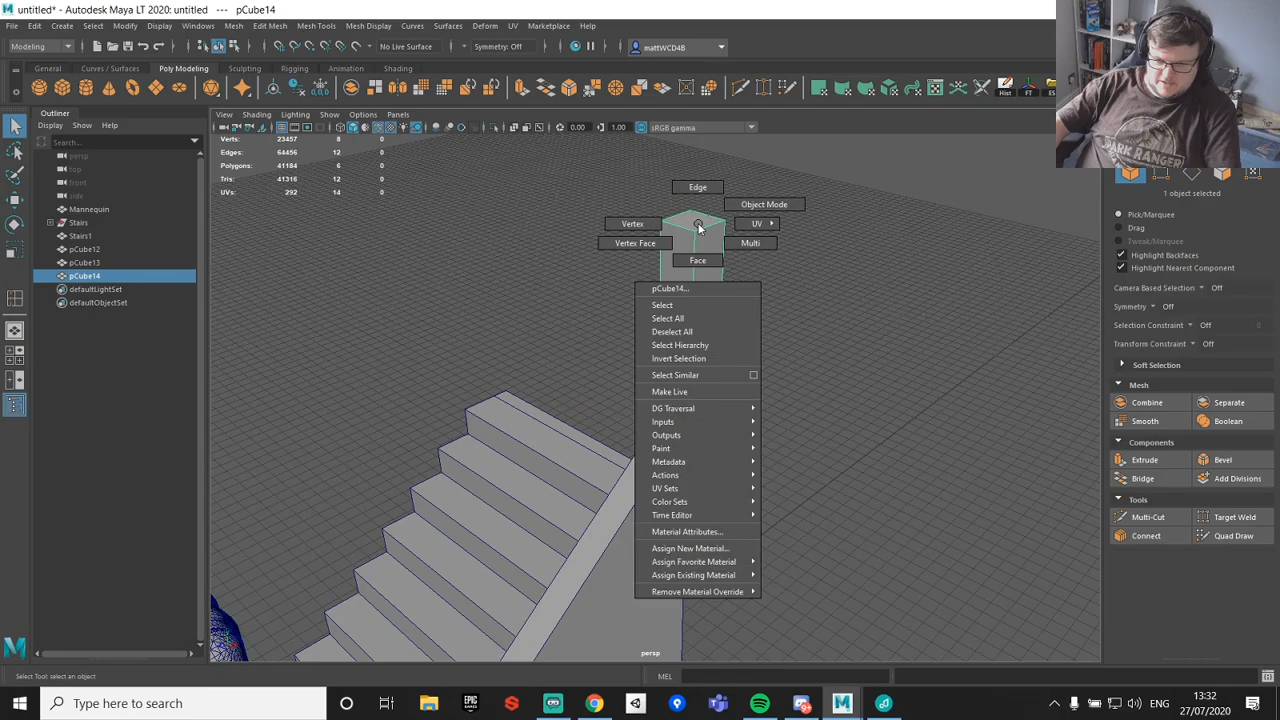 untitled* - Autodesk Maya LT 2020: untitled --- pCube14
File Edit Create Select Modify Display Windows Mesh Edit Mesh Mesh Tools Mesh Display Curves Surfaces Deform UV Marketplace Help
Modeling No Live Surface Symmetry: Off mattWCD4B
General Curves / Surfaces Poly Modeling Sculpting Rigging Animation Shading
Hist FT
Outliner
Display Show Help
Search...
persp
top
front
side
Mannequin
Stairs
Stairs1
pCube12
pCube13
pCube14
defaultLightSet
defaultObjectSet
View Shading Lighting Show Options Panels
0.00 1.00 sRGB gamma
Verts: 23457 8 0
Edges: 64456 12 0
Polygons: 41184 6 0
Tris: 41316 12 0
UVs: 292 14 0
Edge
Object Mode
Vertex UV
Vertex Face Multi
Face
pCube14...
Select
Select All
Deselect All
Select Hierarchy
Invert Selection
Select Similar
Make Live
DG Traversal
Inputs
Outputs
Paint
Metadata
Actions
UV Sets
Color Sets
Time Editor
Material Attributes...
Assign New Material...
Assign Favorite Material
Assign Existing Material
Remove Material Override
persp
DARK RANGER
1 object selected
Pick/Marquee
Drag
Tweak/Marquee
Highlight Backfaces
Highlight Nearest Component
Camera Based Selection Off
Symmetry Off
Selection Constraint Off
Transform Constraint Off
Soft Selection
Mesh
Combine Separate
Smooth Boolean
Components
Extrude Bevel
Bridge Add Divisions
Tools
Multi-Cut Target Weld
Connect Quad Draw
Select Tool: select an object MEL
Type here to search ENG 13:32
27/07/2020